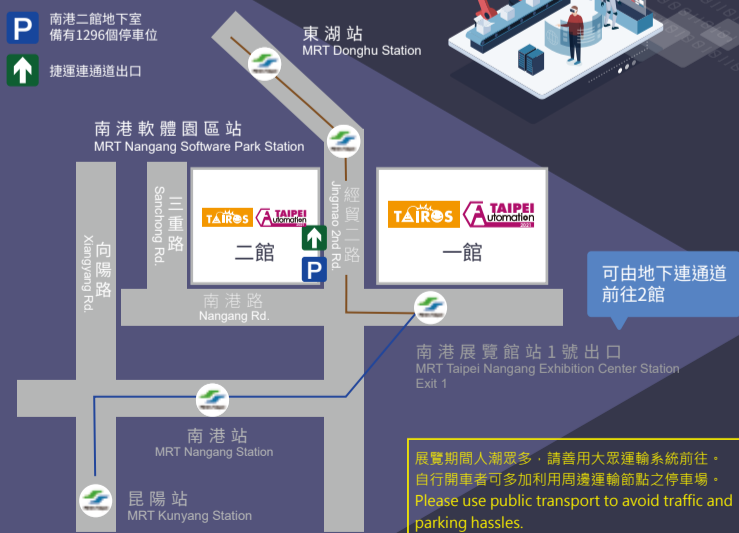 南港二館地下室
備有1296個停車位
捷運連通道出口
東湖站
MRT Donghu Station
南港軟體園區站
MRT Nangang Software Park Station
向陽路
Xiangyang Rd.
三重路
Sanchong Rd.
TAIROS
TAIPEI
Automation
2021
二館
P
經貿二路
Jingmao 2nd Rd.
TAIROS
TAIPEI
Automation
2021
一館
可由地下連通道
前往2館
南港路
Nangang Rd.
南港展覽館站1號出口
MRT Taipei Nangang Exhibition Center Station
Exit 1
南港站
MRT Nangang Station
昆陽站
MRT Kunyang Station
展覽期間人潮眾多，請善用大眾運輸系統前往。
自行開車者可多加利用周邊運輸節點之停車場。
Please use public transport to avoid traffic and
parking hassles.
P